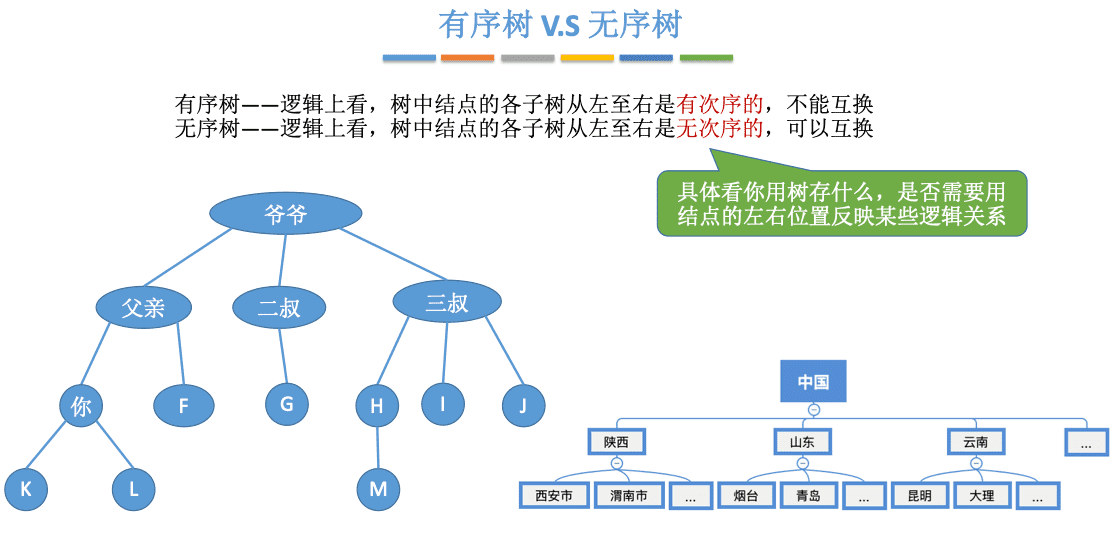 有序树 V.S 无序树
有序树——逻辑上看，树中结点的各子树从左至右是有次序的，不能互换
无序树——逻辑上看，树中结点的各子树从左至右是无次序的，可以互换
具体看你用树存什么，是否需要用
结点的左右位置反映某些逻辑关系
爷爷
父亲
二叔
三叔
你
F
G
H
I
J
K
L
M
中国
陕西
山东
云南
...
西安市
渭南市
...
烟台
青岛
...
昆明
大理
...